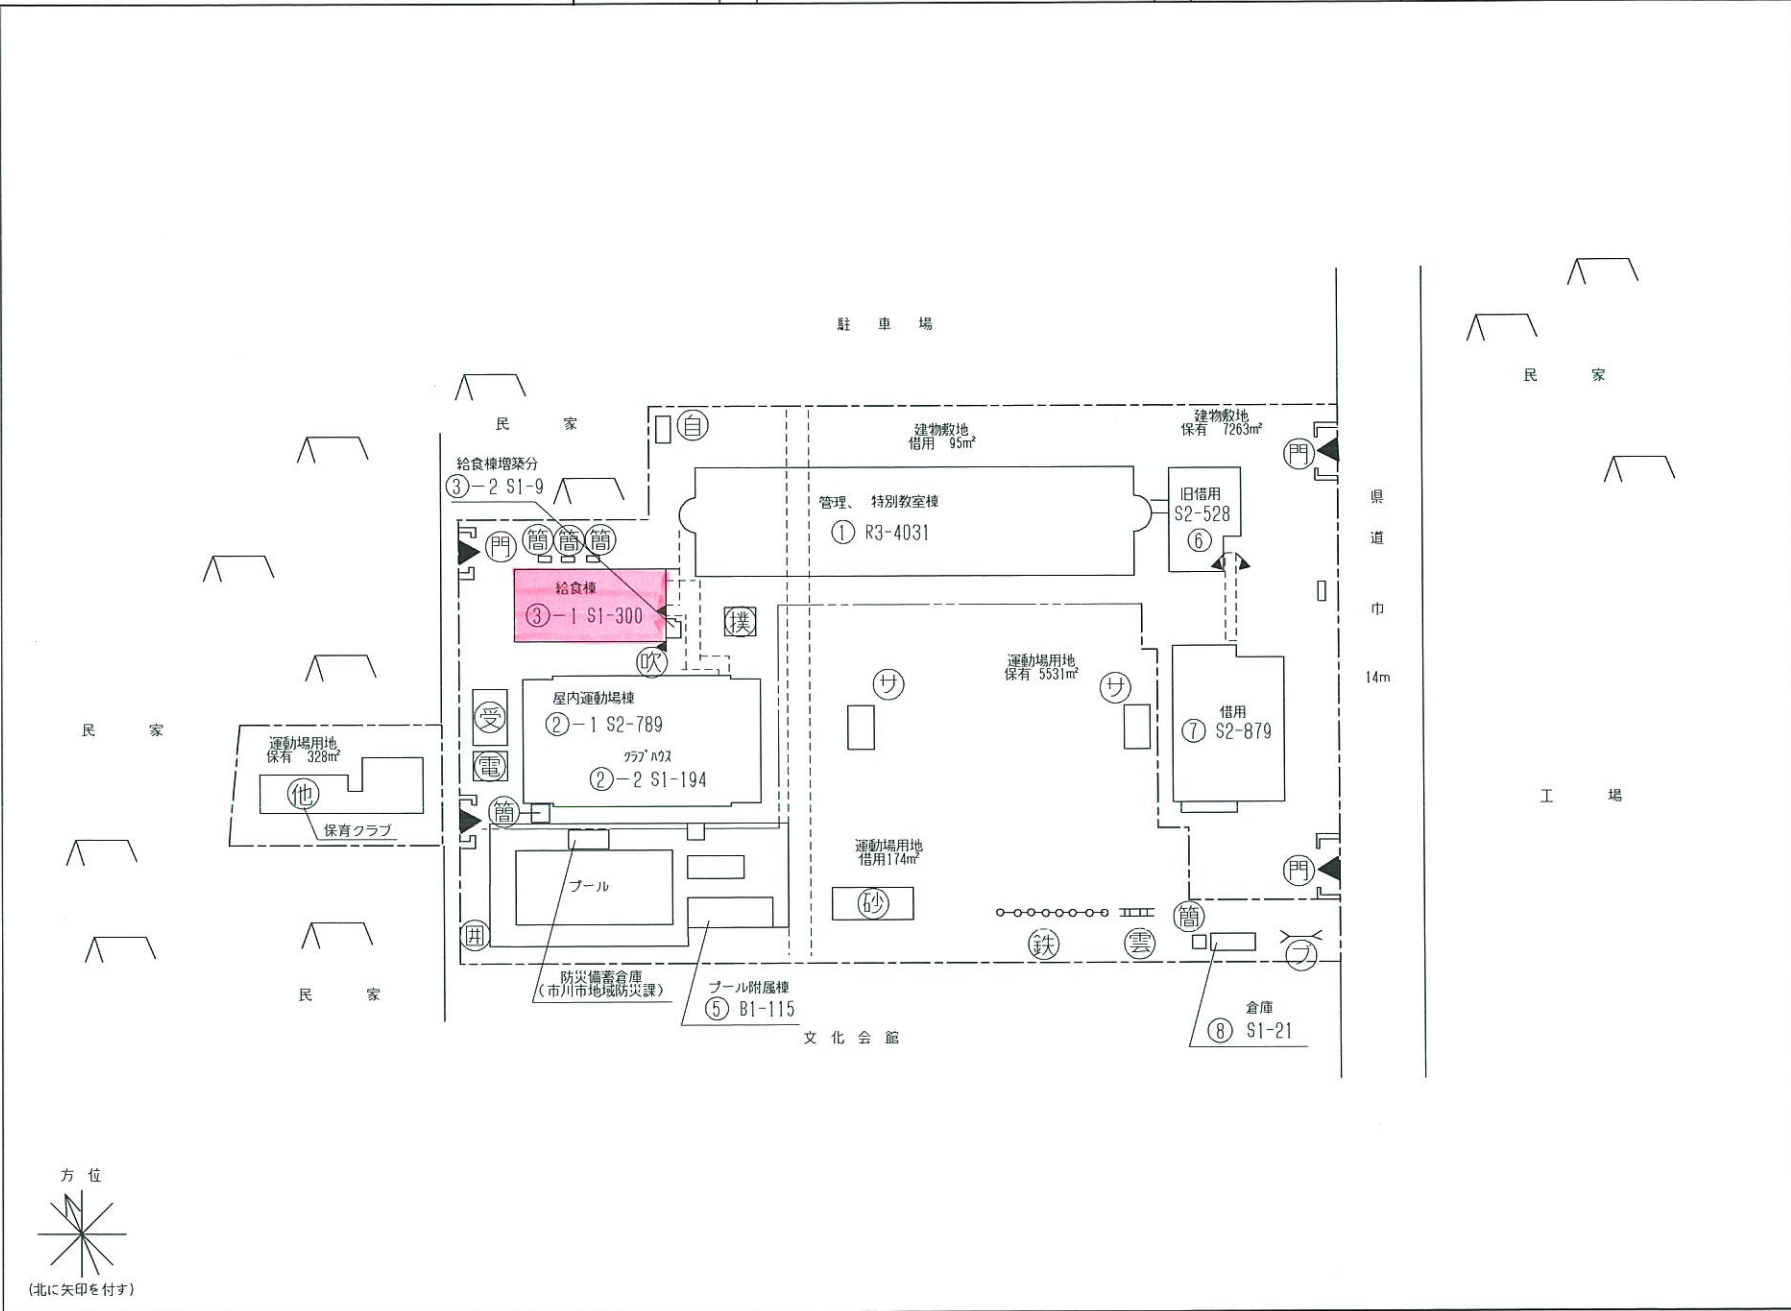 駐車場
民家
民家
建物敷地
借用 95m²
建物敷地
保有 7263m²
自
門
給食棟増築分
③-2 S1-9
管理、特別教室棟
① R3-4031
旧借用
S2-528
⑥
県道
巾
14m
門
簡
簡
簡
給食棟
③-1 S1-300
撲
吹
運動場用地
保有 5531m²
サ
サ
屋内運動場棟
②-1 S2-789
クラブハウス
②-2 S1-194
受
電
借用
⑦ S2-879
民家
運動場用地
保有 328m²
他
保育クラブ
簡
工場
運動場用地
借用174m²
プール
砂
門
簡
囲
鉄
雲
ブ
民家
防災備蓄倉庫
(市川市地域防災課)
プール附属棟
⑤ B1-115
倉庫
⑧ S1-21
文化会館
方位
(北に矢印を付す)